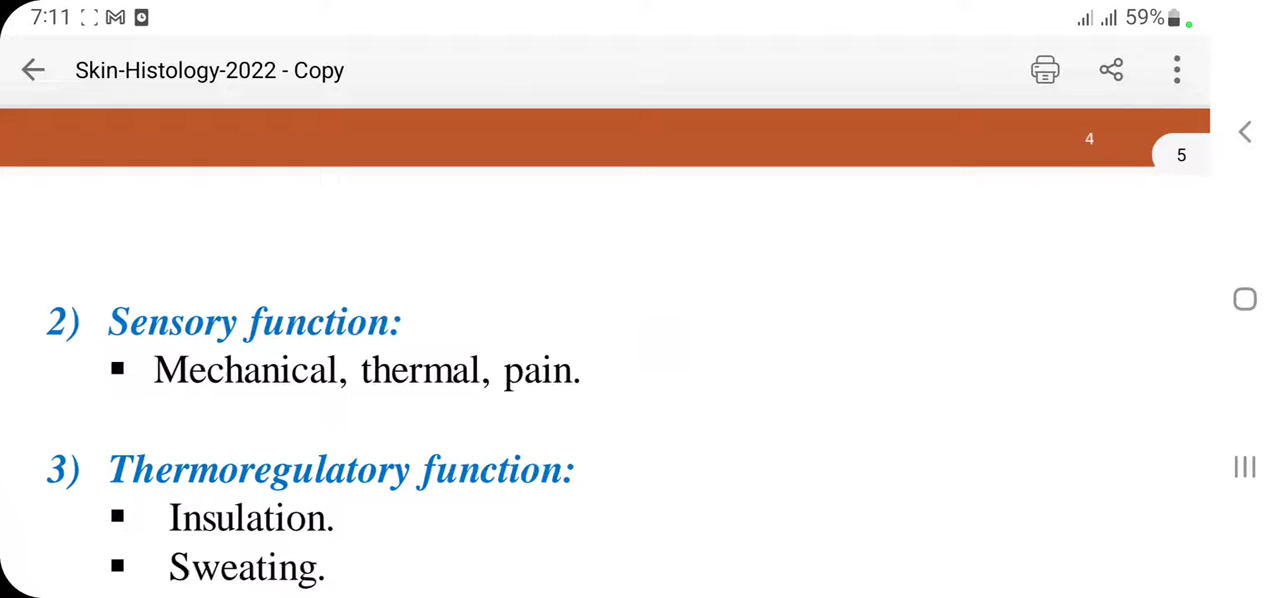 7:11
59%
Skin-Histology-2022 - Copy
4
5
2) Sensory function:
▪ Mechanical, thermal, pain.
3) Thermoregulatory function:
▪ Insulation.
▪ Sweating.